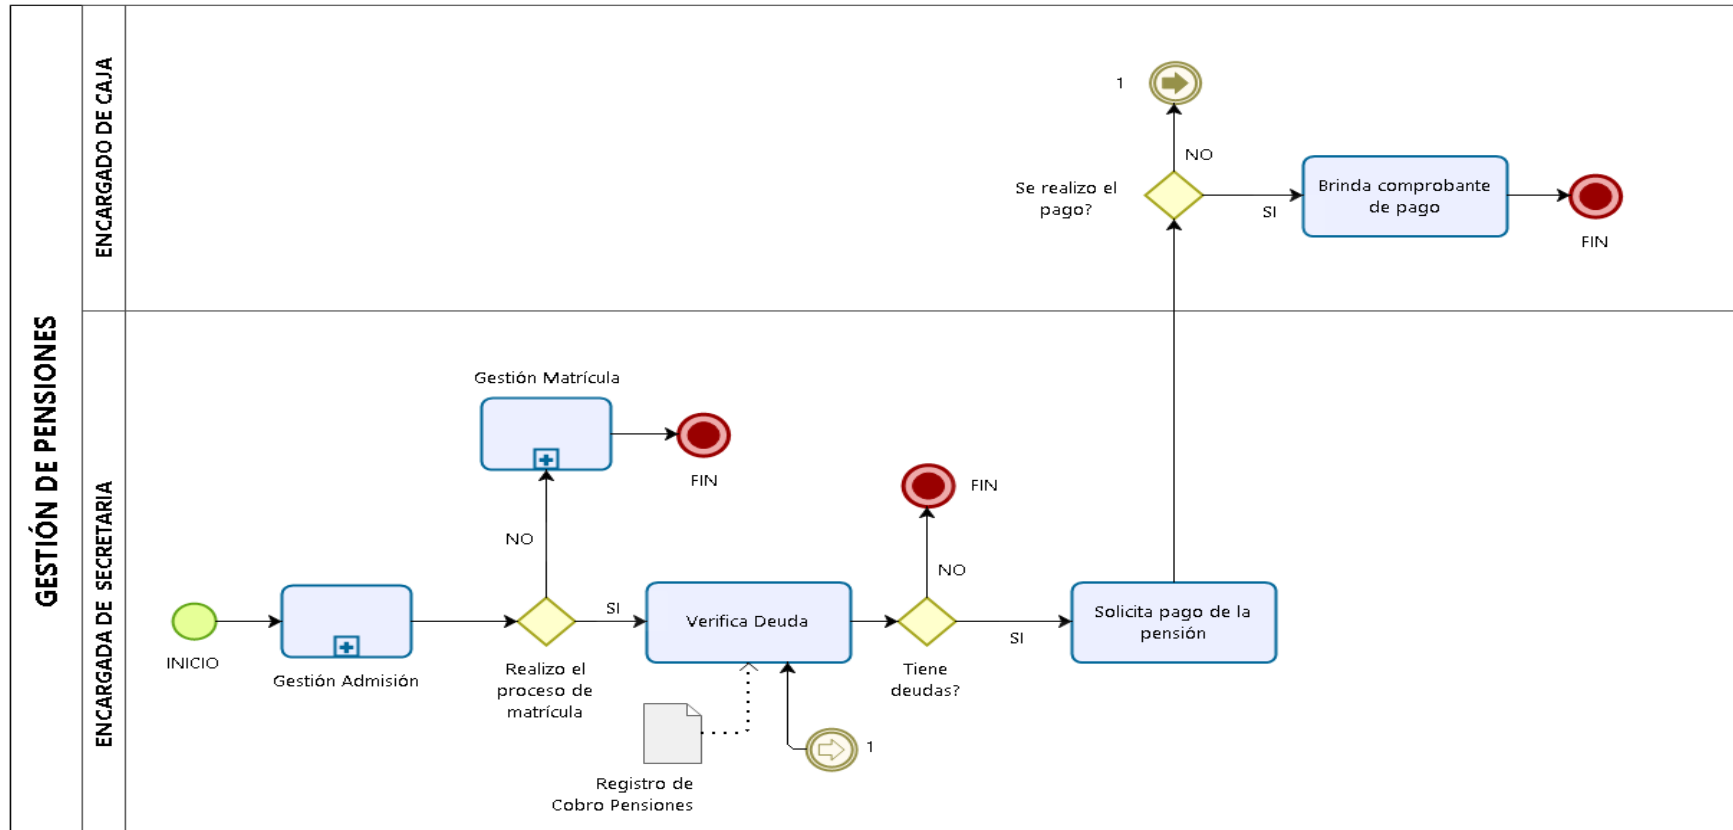 GESTIÓN DE PENSIONES
ENCARGADO DE CAJA
1
NO
Se realizo el
pago?
SI
Brinda comprobante
de pago
FIN
ENCARGADA DE SECRETARIA
INICIO
Gestión Admisión
Realizo el
proceso de
matrícula
NO
Gestión Matrícula
FIN
SI
Verifica Deuda
Registro de
Cobro Pensiones
1
Tiene
deudas?
NO
FIN
SI
Solicita pago de la
pensión